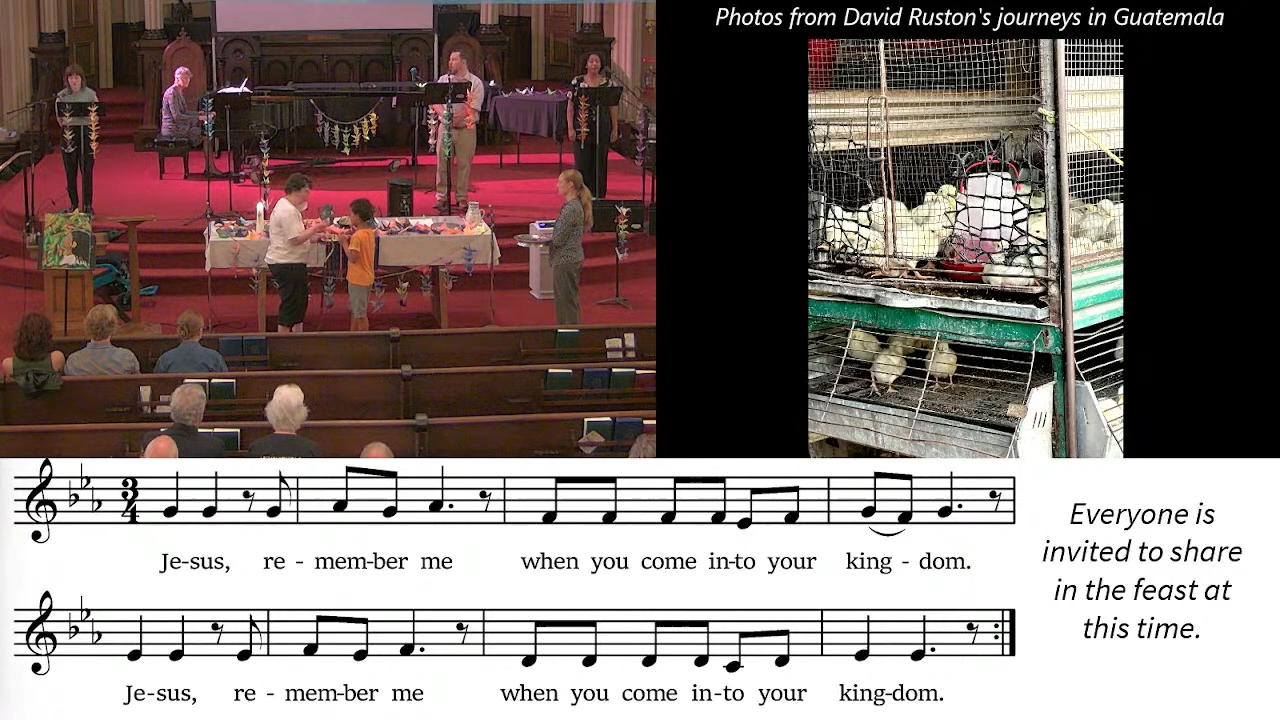 Photos from David Ruston's journeys in Guatemala
3
4
Je-sus, re - mem-ber me when you come in-to your king - dom.
Je-sus, re - mem-ber me when you come in-to your king-dom.
Everyone is
invited to share
in the feast at
this time.